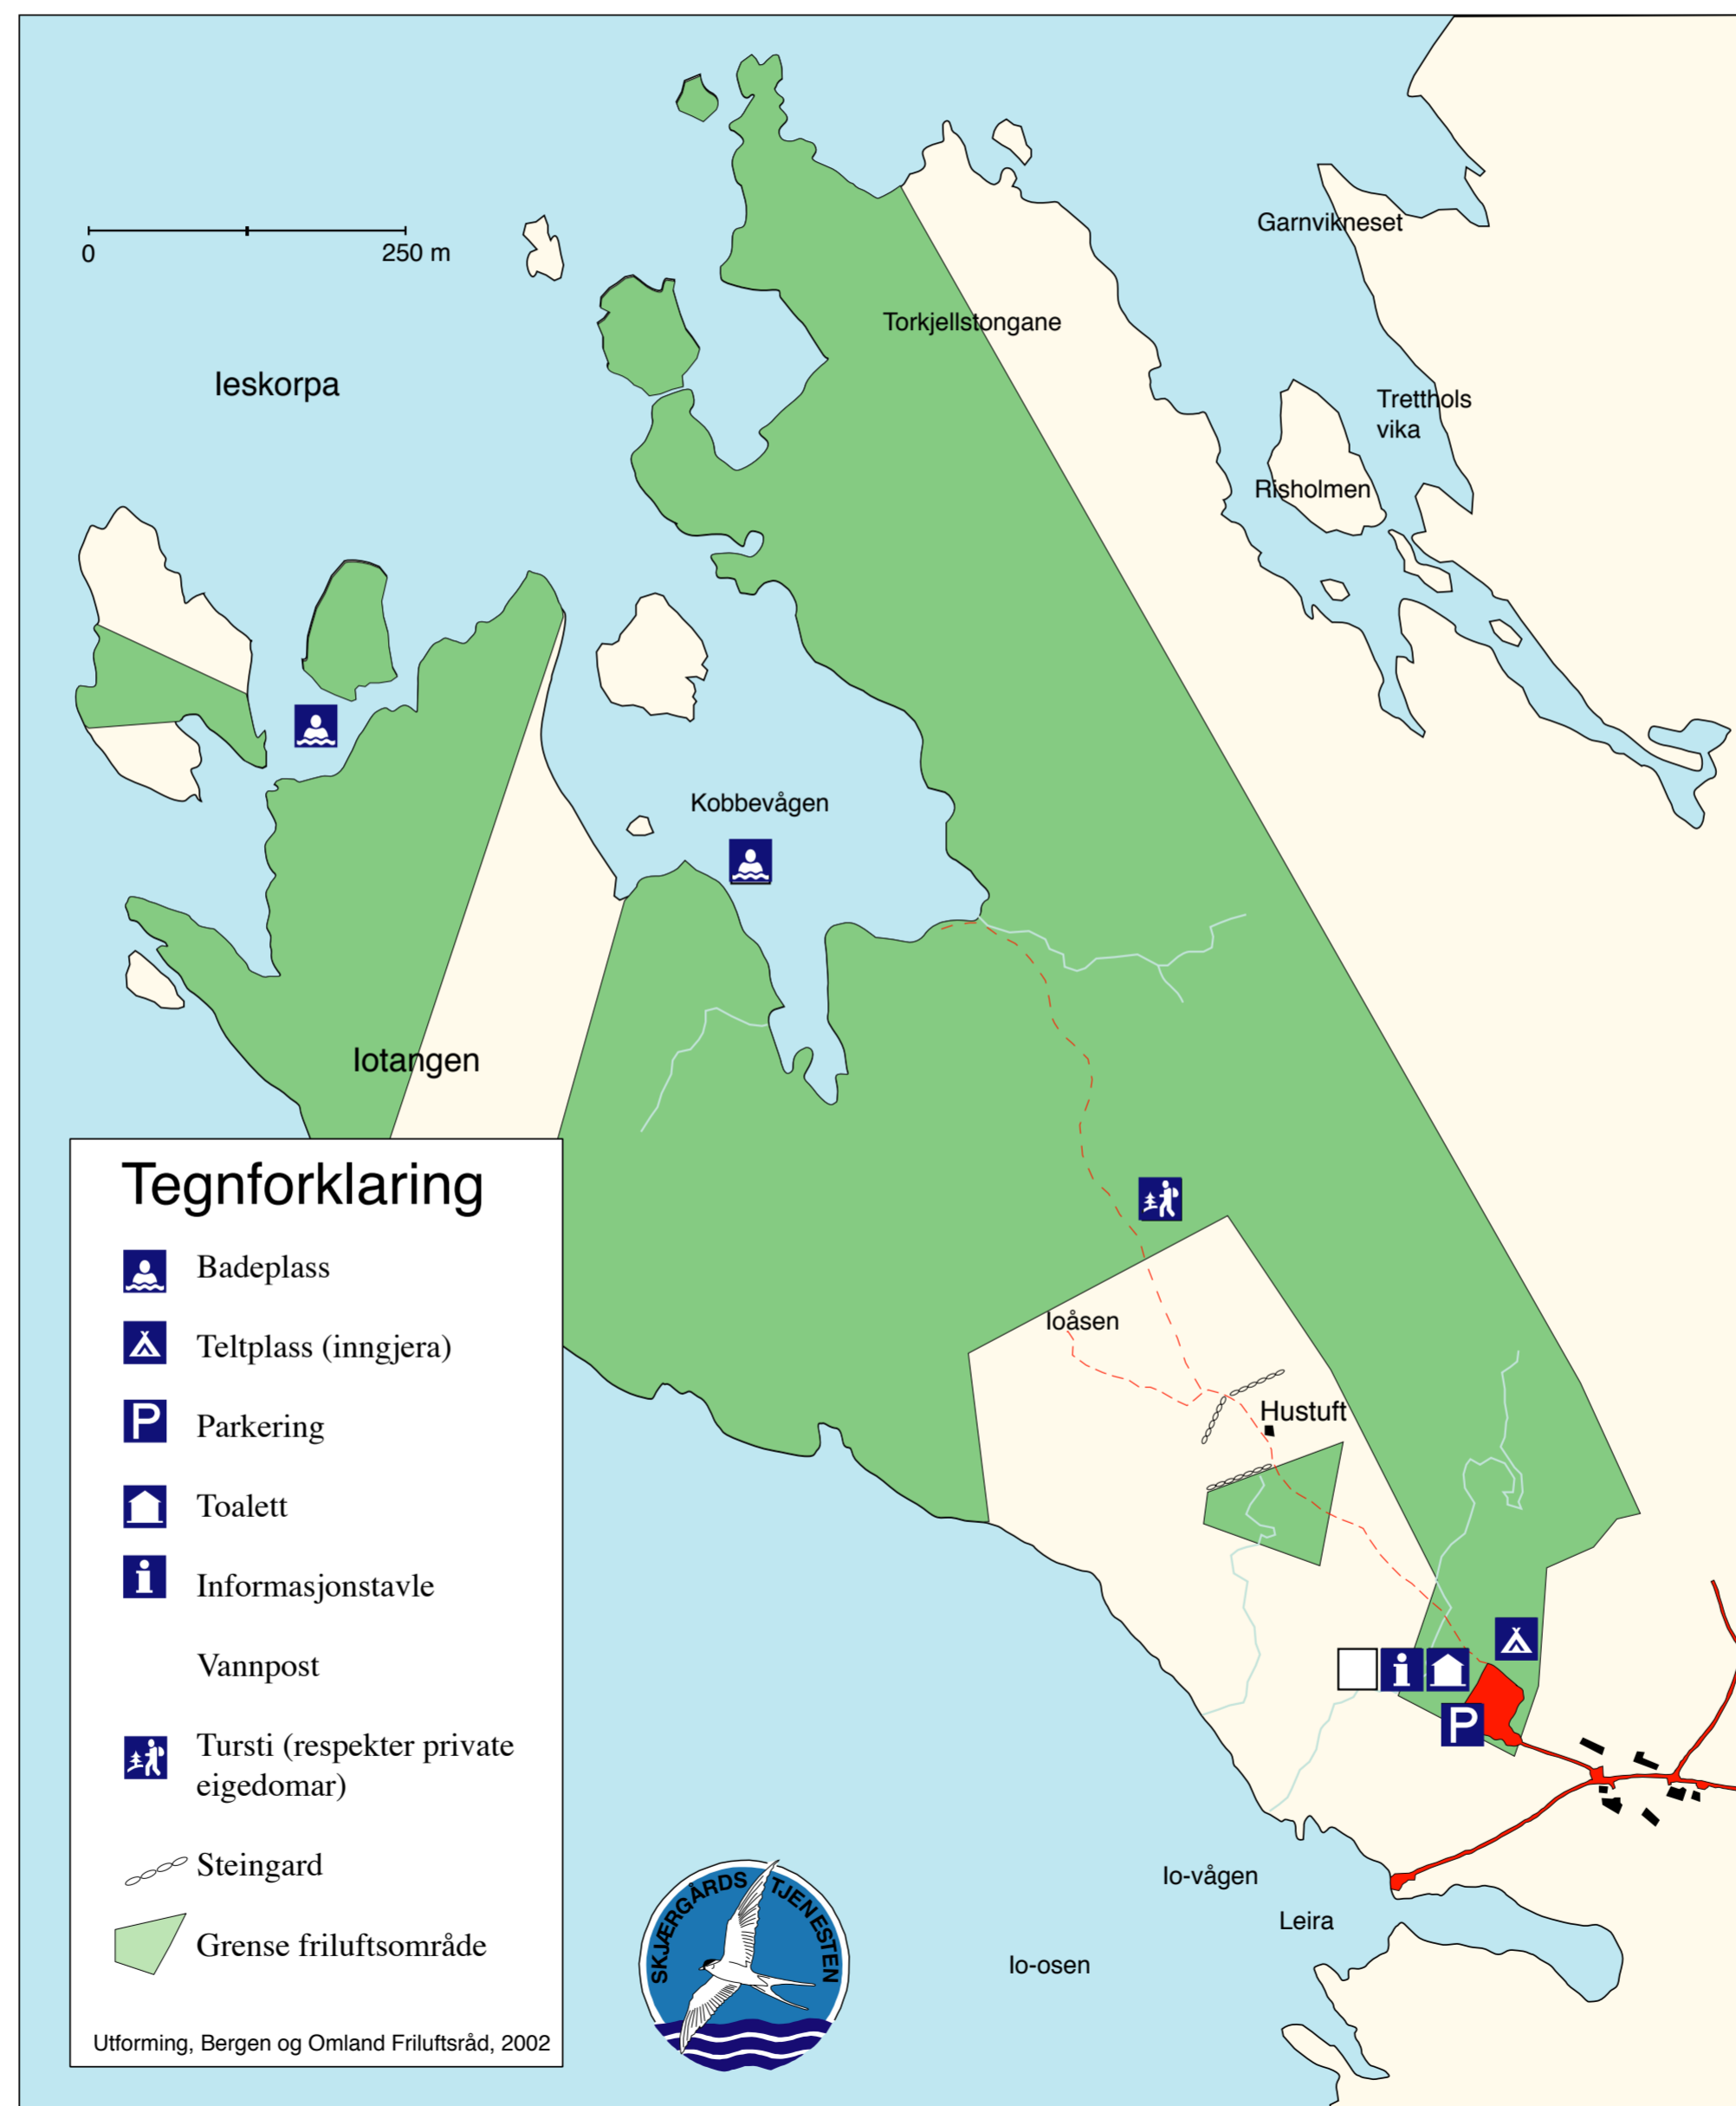 Garnvikneset
0 250 m
Torkjellstongane
Ieskorpa
Tretthols
vika
Risholmen
Kobbevågen
Iotangen
Tegnforklaring
Badeplass
Teltplass (inngjera)
P Parkering
Toalett
i Informasjonstavle
Vannpost
Tursti (respekter private
eigedomar)
Steingard
Grense friluftsområde
Utforming, Bergen og Omland Friluftsråd, 2002
Ioåsen
Hustuft
i
P
Io-vågen
Leira
Io-osen
SKJÆRGÅRDS TJENESTEN